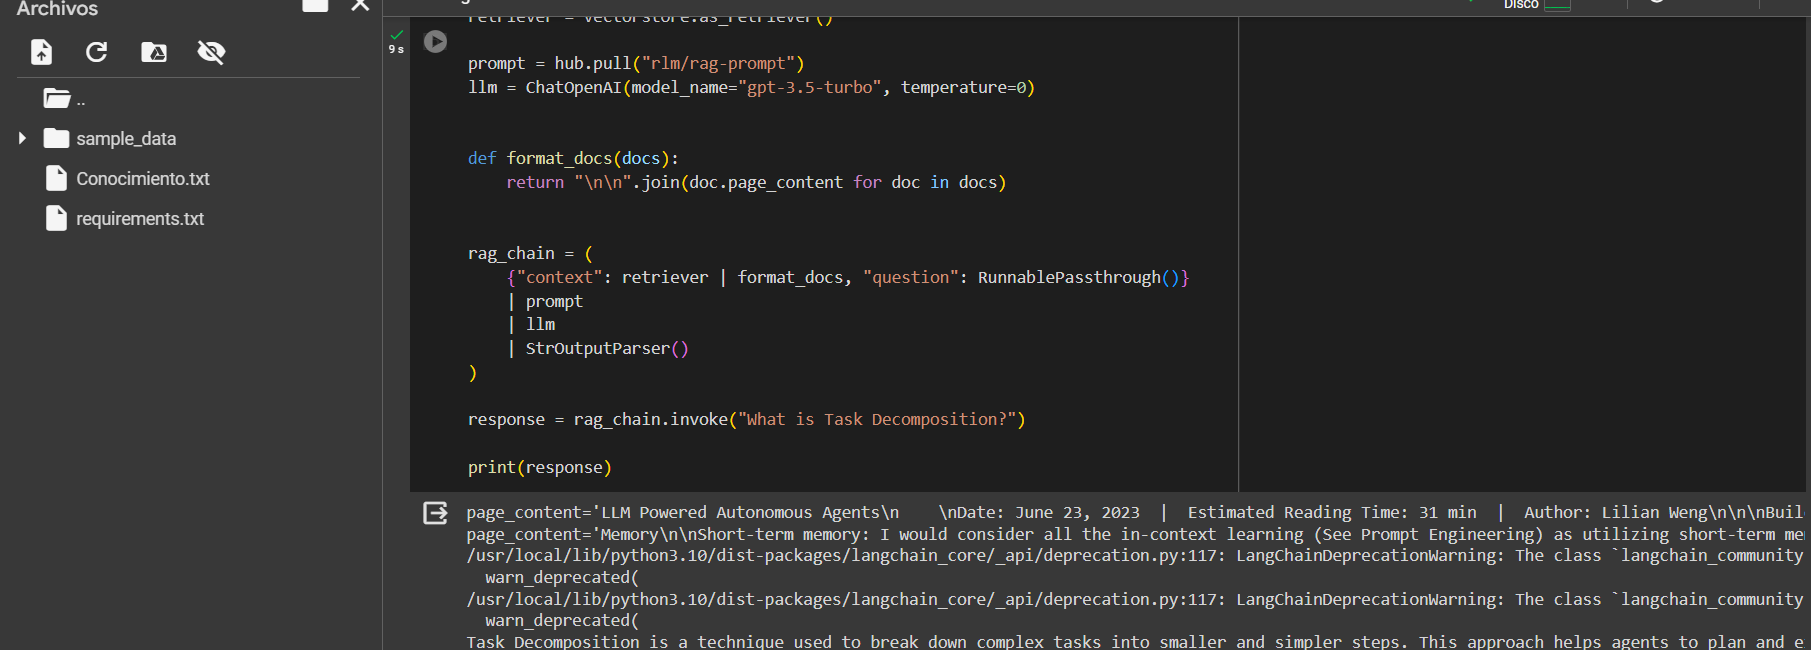 Archivos
..
sample_data
Conocimiento.txt
requirements.txt
Disco
9 s
retriever = vectorstore.as_retriever()
prompt = hub.pull("rlm/rag-prompt")
llm = ChatOpenAI(model_name="gpt-3.5-turbo", temperature=0)
def format_docs(docs):
    return "\n\n".join(doc.page_content for doc in docs)
rag_chain = (
    {"context": retriever | format_docs, "question": RunnablePassthrough()}
    | prompt
    | llm
    | StrOutputParser()
)
response = rag_chain.invoke("What is Task Decomposition?")
print(response)
page_content='LLM Powered Autonomous Agents\n    \nDate: June 23, 2023  |  Estimated Reading Time: 31 min  |  Author: Lilian Weng\n\n\nBuil
page_content='Memory\n\nShort-term memory: I would consider all the in-context learning (See Prompt Engineering) as utilizing short-term me
/usr/local/lib/python3.10/dist-packages/langchain_core/_api/deprecation.py:117: LangChainDeprecationWarning: The class `langchain_community
  warn_deprecated(
/usr/local/lib/python3.10/dist-packages/langchain_core/_api/deprecation.py:117: LangChainDeprecationWarning: The class `langchain_community
  warn_deprecated(
Task Decomposition is a technique used to break down complex tasks into smaller and simpler steps. This approach helps agents to plan and e